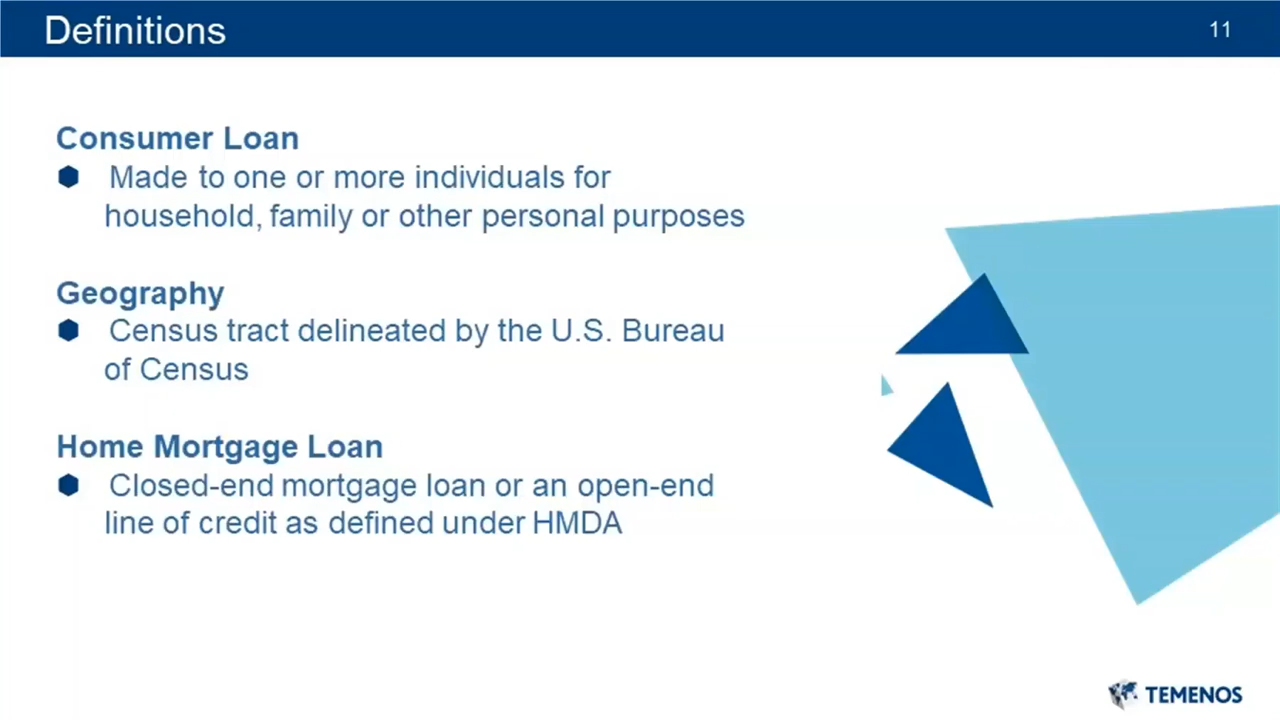 Definitions
11
Consumer Loan
Made to one or more individuals for
household, family or other personal purposes
Geography
Census tract delineated by the U.S. Bureau
of Census
Home Mortgage Loan
Closed-end mortgage loan or an open-end
line of credit as defined under HMDA
TEMENOS